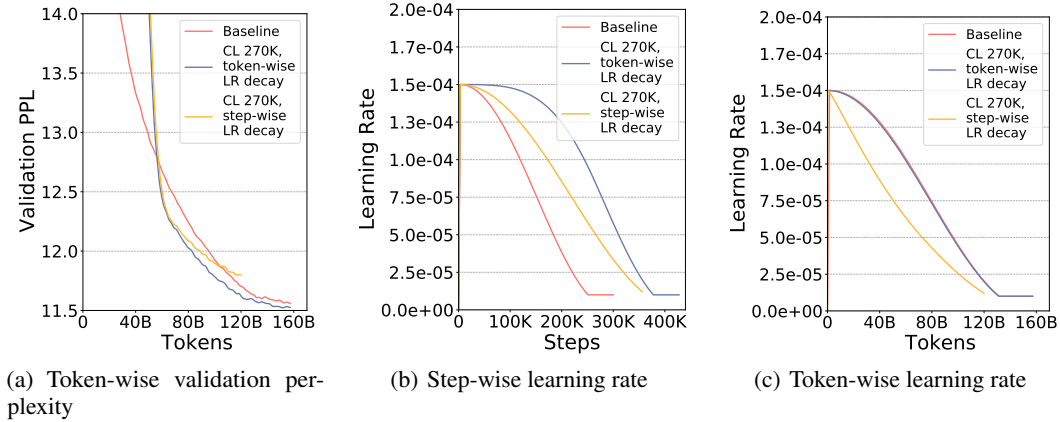 14.0
13.5
13.0
12.5
12.0
11.5
Validation PPL
0
40B
80B
120B
160B
Tokens
Baseline
CL 270K,
token-wise
LR decay
CL 270K,
step-wise
LR decay
(a) Token-wise validation per-
plexity
2.0e-04
1.7e-04
1.5e-04
1.3e-04
1.0e-04
7.5e-05
5.0e-05
2.5e-05
0.0e+00
Learning Rate
0
100K
200K
300K
400K
Steps
Baseline
CL 270K,
token-wise
LR decay
CL 270K,
step-wise
LR decay
(b) Step-wise learning rate
2.0e-04
1.7e-04
1.5e-04
1.3e-04
1.0e-04
7.5e-05
5.0e-05
2.5e-05
0.0e+00
Learning Rate
0
40B
80B
120B
160B
Tokens
Baseline
CL 270K,
token-wise
LR decay
CL 270K,
step-wise
LR decay
(c) Token-wise learning rate